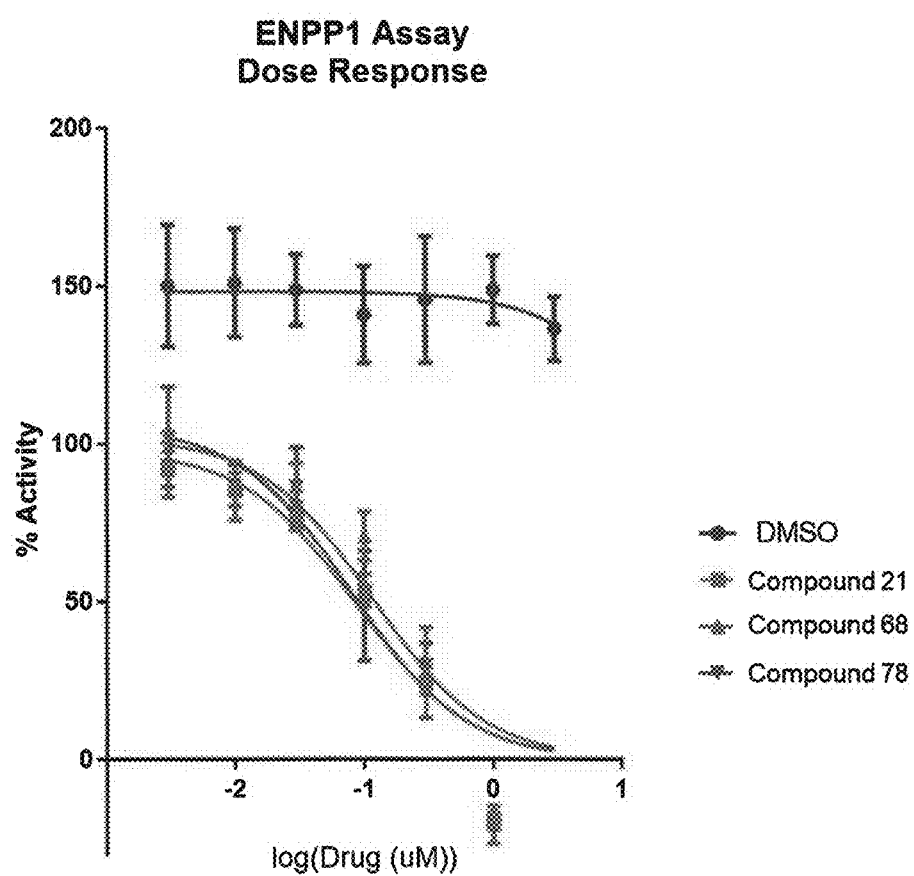 ENPP1 Assay
Dose Response
200
150
100
50
0
% Activity
-2
-1
0
1
log(Drug (uM))
DMSO
Compound 21
Compound 68
Compound 78